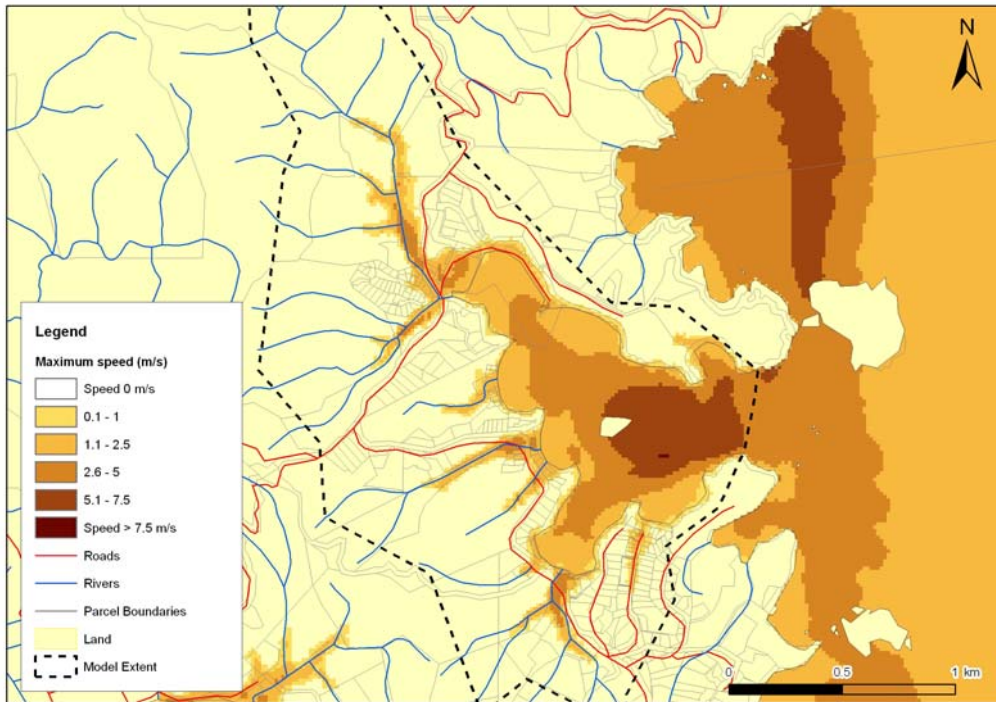 N
Legend
Maximum speed (m/s)
Speed 0 m/s
0.1 - 1
1.1 - 2.5
2.6 - 5
5.1 - 7.5
Speed > 7.5 m/s
Roads
Rivers
Parcel Boundaries
Land
Model Extent
0 0.5 1 km